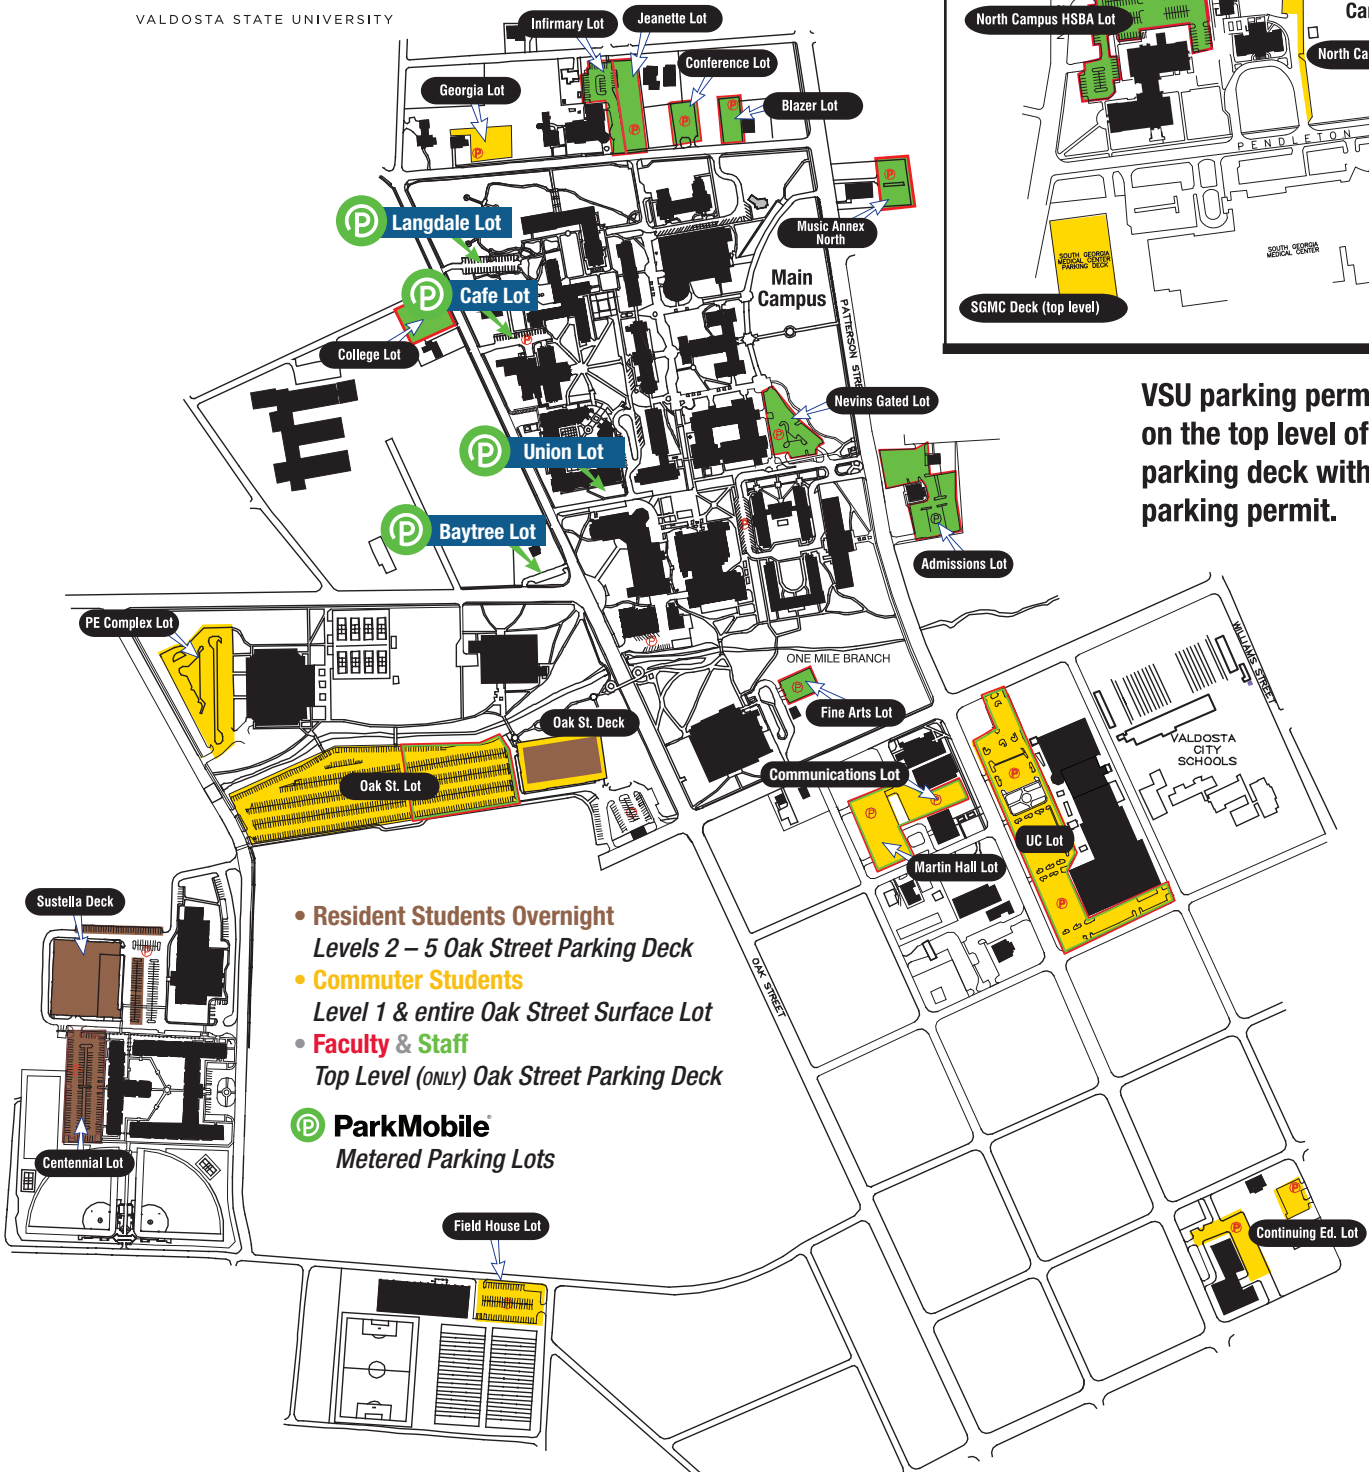 VALDOSTA STATE UNIVERSITY
Infirmary Lot
Jeanette Lot
Conference Lot
Georgia Lot
Blazer Lot
Langdale Lot
Music Annex
North
Cafe Lot
Main
Campus
PATTERSON STREET
College Lot
Nevins Gated Lot
Union Lot
Baytree Lot
Admissions Lot
North Campus HSBA Lot
Ca
North Ca
PENDLETON
SOUTH GEORGIA
MEDICAL CENTER
PARKING DECK
SOUTH GEORGIA
MEDICAL CENTER
SGMC Deck (top level)
VSU parking perm
on the top level of
parking deck with
parking permit.
PE Complex Lot
ONE MILE BRANCH
WILLIAMS STREET
Fine Arts Lot
Oak St. Deck
VALDOSTA
CITY
SCHOOLS
Communications Lot
Oak St. Lot
UC Lot
Martin Hall Lot
Sustella Deck
OAK STREET
• Resident Students Overnight
Levels 2 – 5 Oak Street Parking Deck
• Commuter Students
Level 1 & entire Oak Street Surface Lot
• Faculty & Staff
Top Level (ONLY) Oak Street Parking Deck
ParkMobile
Metered Parking Lots
Centennial Lot
Field House Lot
Continuing Ed. Lot